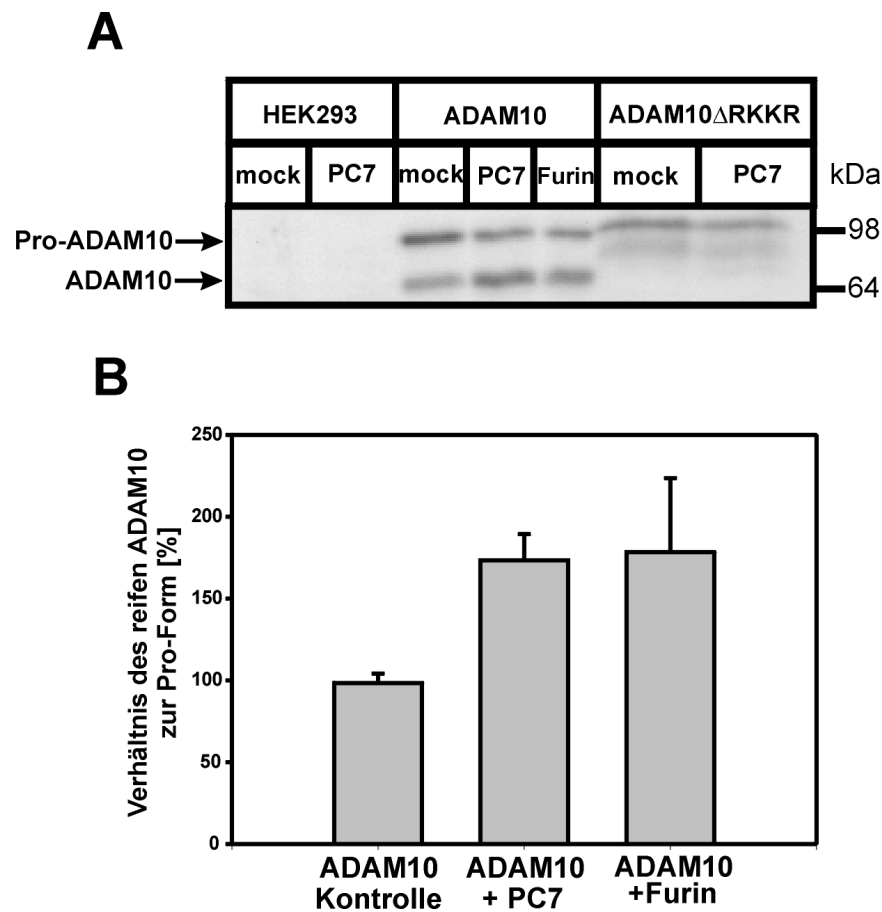 A
HEK293 ADAM10 ADAM10ΔRKKR
mock PC7 mock PC7 Furin mock PC7 kDa
Pro-ADAM10 98
ADAM10 64
B
Verhältnis des reifen ADAM10
zur Pro-Form [%]
250
200
150
100
50
0
ADAM10 ADAM10 ADAM10
Kontrolle + PC7 +Furin